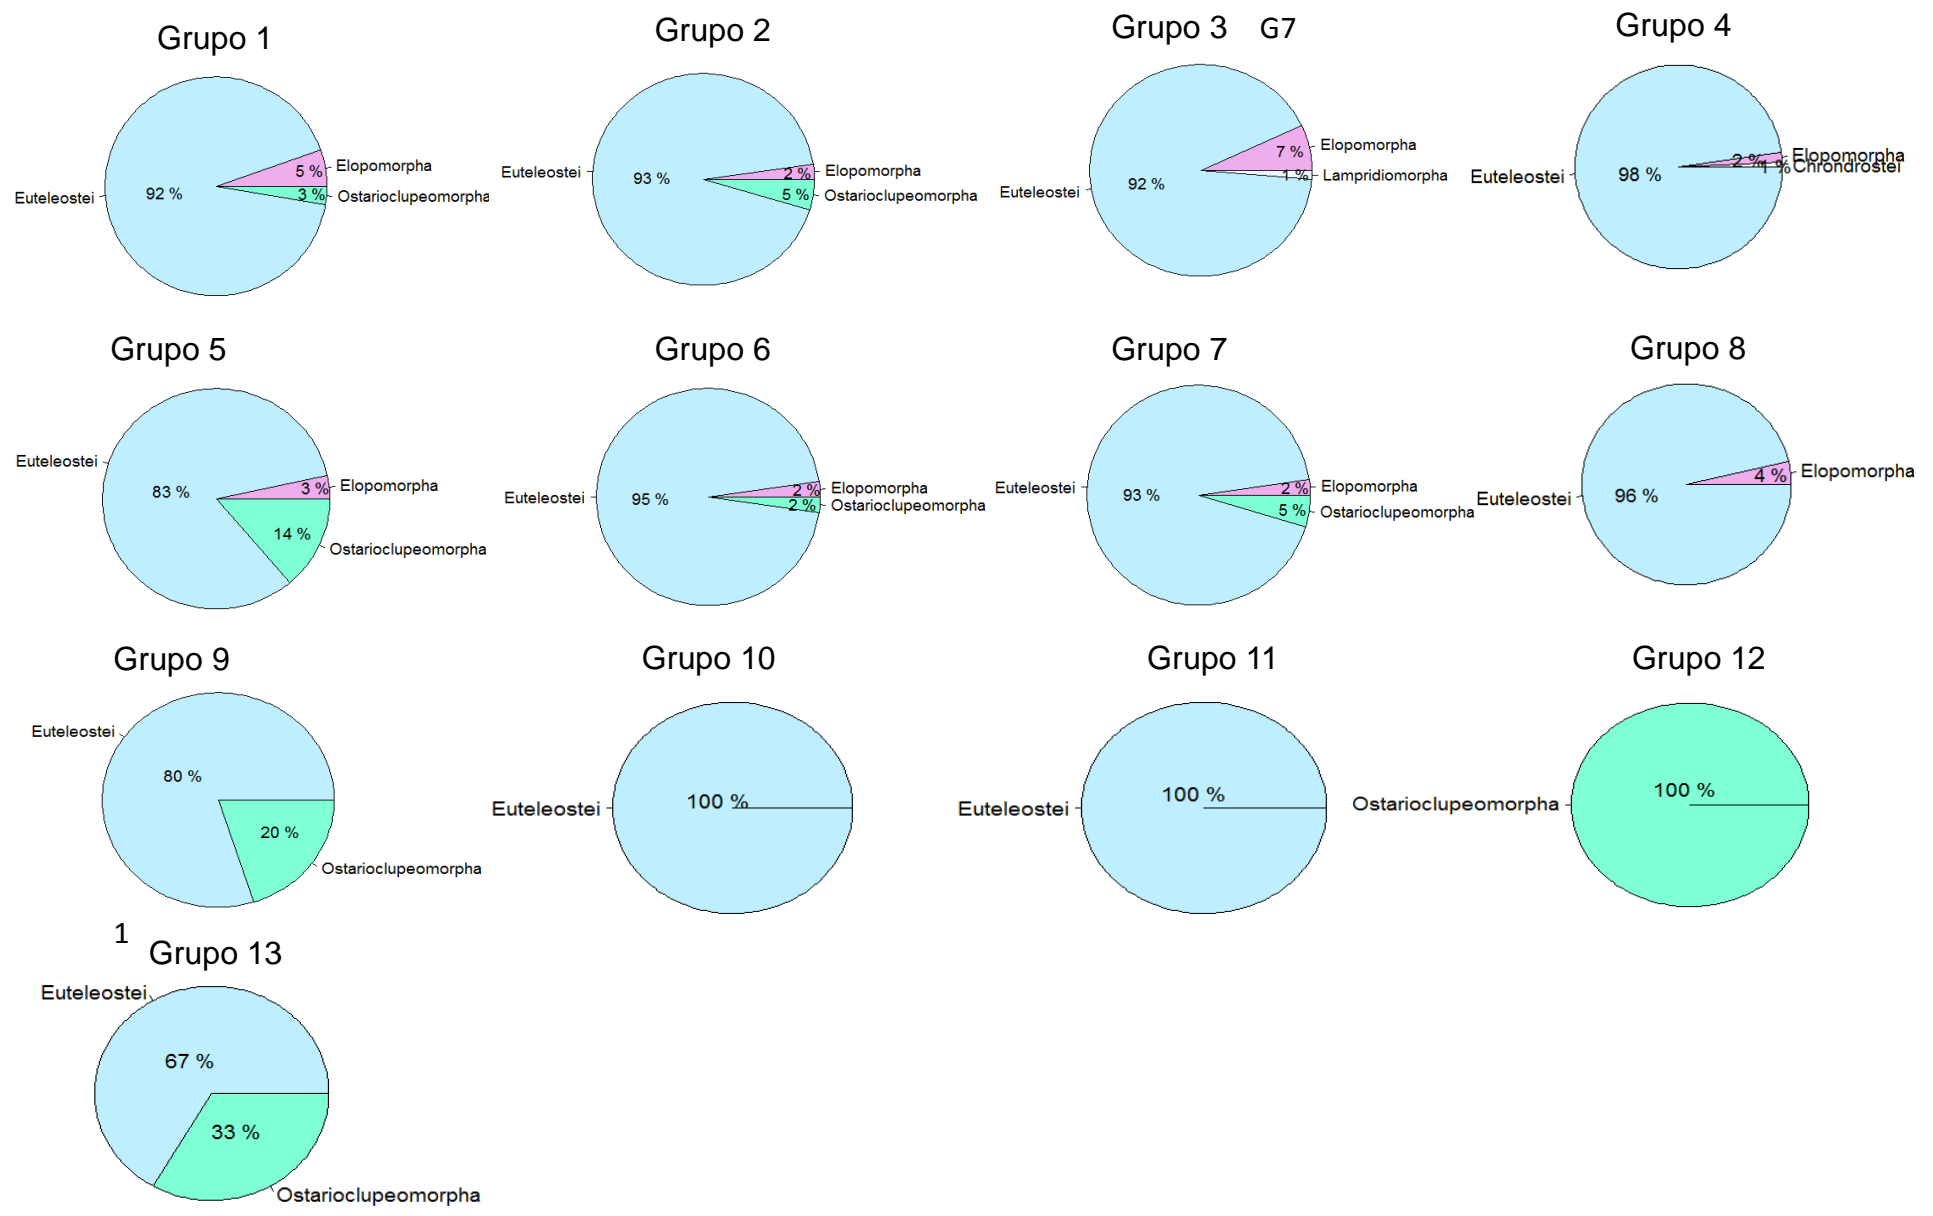 Grupo 1
Euteleostei
92 %
5 %
Elopomorpha
3 %
Ostarioclupeomorpha
Grupo 2
Euteleostei
93 %
2 %
Elopomorpha
5 %
Ostarioclupeomorpha
Grupo 3 G7
Euteleostei
92 %
7 %
Elopomorpha
1 %
Lampridiomorpha
Grupo 4
Euteleostei
98 %
2 %
Elopomorpha
1 %
Chrondrostei
Grupo 5
Euteleostei
83 %
3 %
Elopomorpha
14 %
Ostarioclupeomorpha
Grupo 6
Euteleostei
95 %
2 %
Elopomorpha
2 %
Ostarioclupeomorpha
Grupo 7
Euteleostei
93 %
2 %
Elopomorpha
5 %
Ostarioclupeomorpha
Grupo 8
Euteleostei
96 %
4 %
Elopomorpha
Grupo 9
Euteleostei
80 %
20 %
Ostarioclupeomorpha
Grupo 10
Euteleostei
100 %
Grupo 11
Euteleostei
100 %
Grupo 12
Ostarioclupeomorpha
100 %
1
Grupo 13
Euteleostei
67 %
33 %
Ostarioclupeomorpha